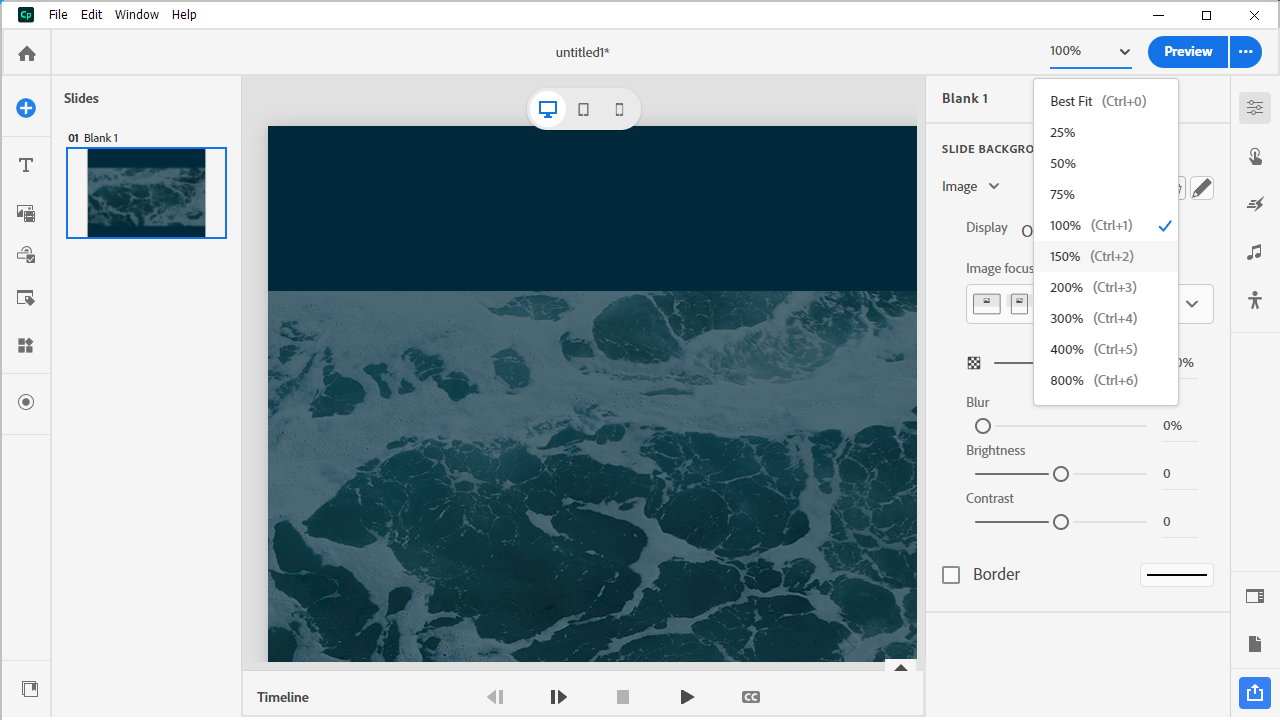 Cp File Edit Window Help
untitled1*
100%
Preview
Slides
01 Blank 1
Blank 1
SLIDE BACKGRO
Image
Display
Image focus
0%
Blur
0%
Brightness
0
Contrast
0
Border
Best Fit (Ctrl+0)
25%
50%
75%
100% (Ctrl+1)
150% (Ctrl+2)
200% (Ctrl+3)
300% (Ctrl+4)
400% (Ctrl+5)
800% (Ctrl+6)
Timeline
CC